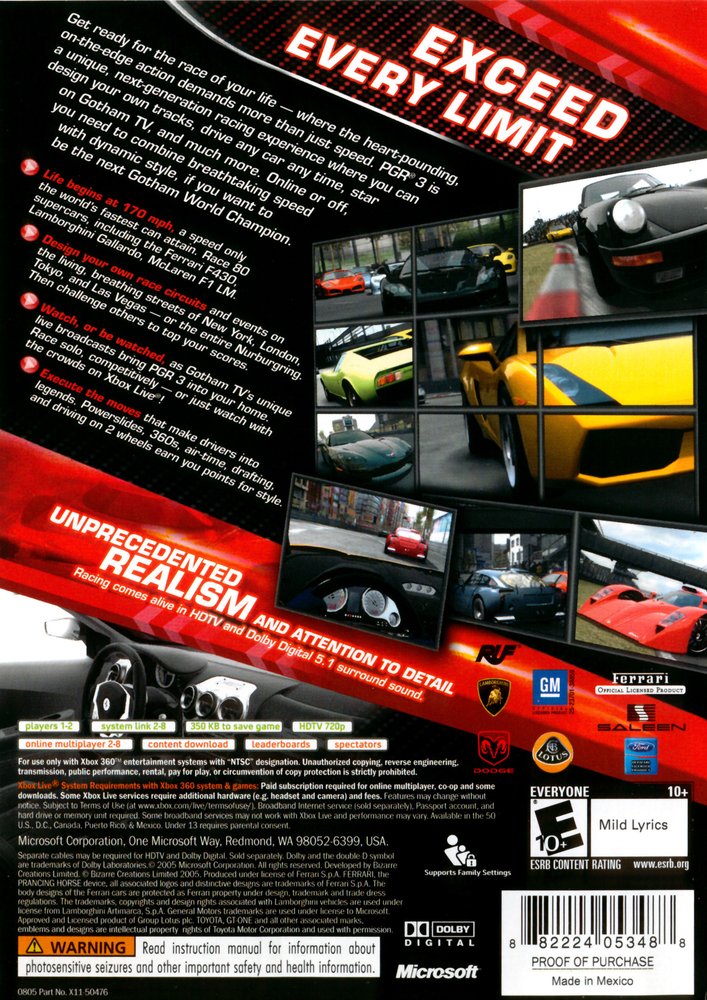 EXCEED
EVERY LIMIT
Get ready for the race of your life — where the heart-pounding,
on-the-edge action demands more than just speed. PGR® 3 is
a unique, next-generation racing experience where you can
design your own tracks, drive any car any time, star
on Gotham TV, and much more. Online or off,
you need to combine breathtaking speed
with dynamic style, if you want to
be the next Gotham World Champion.
Life begins at 170 mph, a speed only
the world's fastest can attain. Race 80
supercars, including the Ferrari F430,
Lamborghini Gallardo, McLaren F1 LM.
Design your own race circuits and events on
the living, breathing streets of New York, London,
Tokyo, and Las Vegas — or the entire Nurburgring.
Then challenge others to top your scores.
Watch, or be watched, as Gotham TV's unique
live broadcasts bring PGR 3 into your home.
Race solo, competitively — or just watch with
the crowds on Xbox Live®!
Execute the moves that make drivers into
legends. Powerslides, 360s, air-time, drafting,
and driving on 2 wheels earn you points for style.
UNPRECEDENTED
REALISM AND ATTENTION TO DETAIL
Racing comes alive in HDTV and Dolby Digital 5.1 surround sound.
RUF
LAMBORGHINI
GM
Ferrari
OFFICIAL LICENSED PRODUCT
SALEEN
DODGE
LOTUS
Ford
players 1-2
system link 2-8
350 KB to save game
HDTV 720p
online multiplayer 2-8
content download
leaderboards
spectators
For use only with Xbox 360™ entertainment systems with "NTSC" designation. Unauthorized copying, reverse engineering,
transmission, public performance, rental, pay for play, or circumvention of copy protection is strictly prohibited.
Xbox Live® System Requirements with Xbox 360 system & games: Paid subscription required for online multiplayer, co-op and some
downloads. Some Xbox Live services require additional hardware (e.g. headset and camera) and fees. Features may change without
notice. Subject to Terms of Use (at www.xbox.com/live/termsofuse/). Broadband Internet service (sold separately), Passport account, and
hard drive or memory unit required. Some broadband services may not work with Xbox Live and performance may vary. Available in the 50
U.S., D.C., Canada, Puerto Rico, & Mexico. Under 13 requires parental consent.
Microsoft Corporation, One Microsoft Way, Redmond, WA 98052-6399, USA.
Separate cables may be required for HDTV and Dolby Digital. Sold separately. Dolby and the double D symbol
are trademarks of Dolby Laboratories. © 2005 Microsoft Corporation. All rights reserved. Developed by Bizarre
Creations Limited. © Bizarre Creations Limited 2005. Produced under license of Ferrari S.p.A. FERRARI, the
PRANCING HORSE device, all associated logos and distinctive designs are trademarks of Ferrari S.p.A. The
body designs of the Ferrari cars are protected as Ferrari property under design, trademark and trade dress
regulations. The trademarks, copyrights and design rights associated with Lamborghini vehicles are used under
license from Lamborghini Artimarca, S.p.A. General Motors trademarks are used under license to Microsoft.
Approved and Licensed product of Group Lotus plc. TOYOTA, GT-ONE and all other associated marks,
emblems and designs are intellectual property rights of Toyota Motor Corporation and used with permission.
Supports Family Settings
EVERYONE 10+
E
10+
Mild Lyrics
ESRB CONTENT RATING www.esrb.org
WARNING Read instruction manual for information about
photosensitive seizures and other important safety and health information.
DOLBY
DIGITAL
Microsoft
8 82224 05348 8
PROOF OF PURCHASE
Made in Mexico
0805 Part No. X11-50476